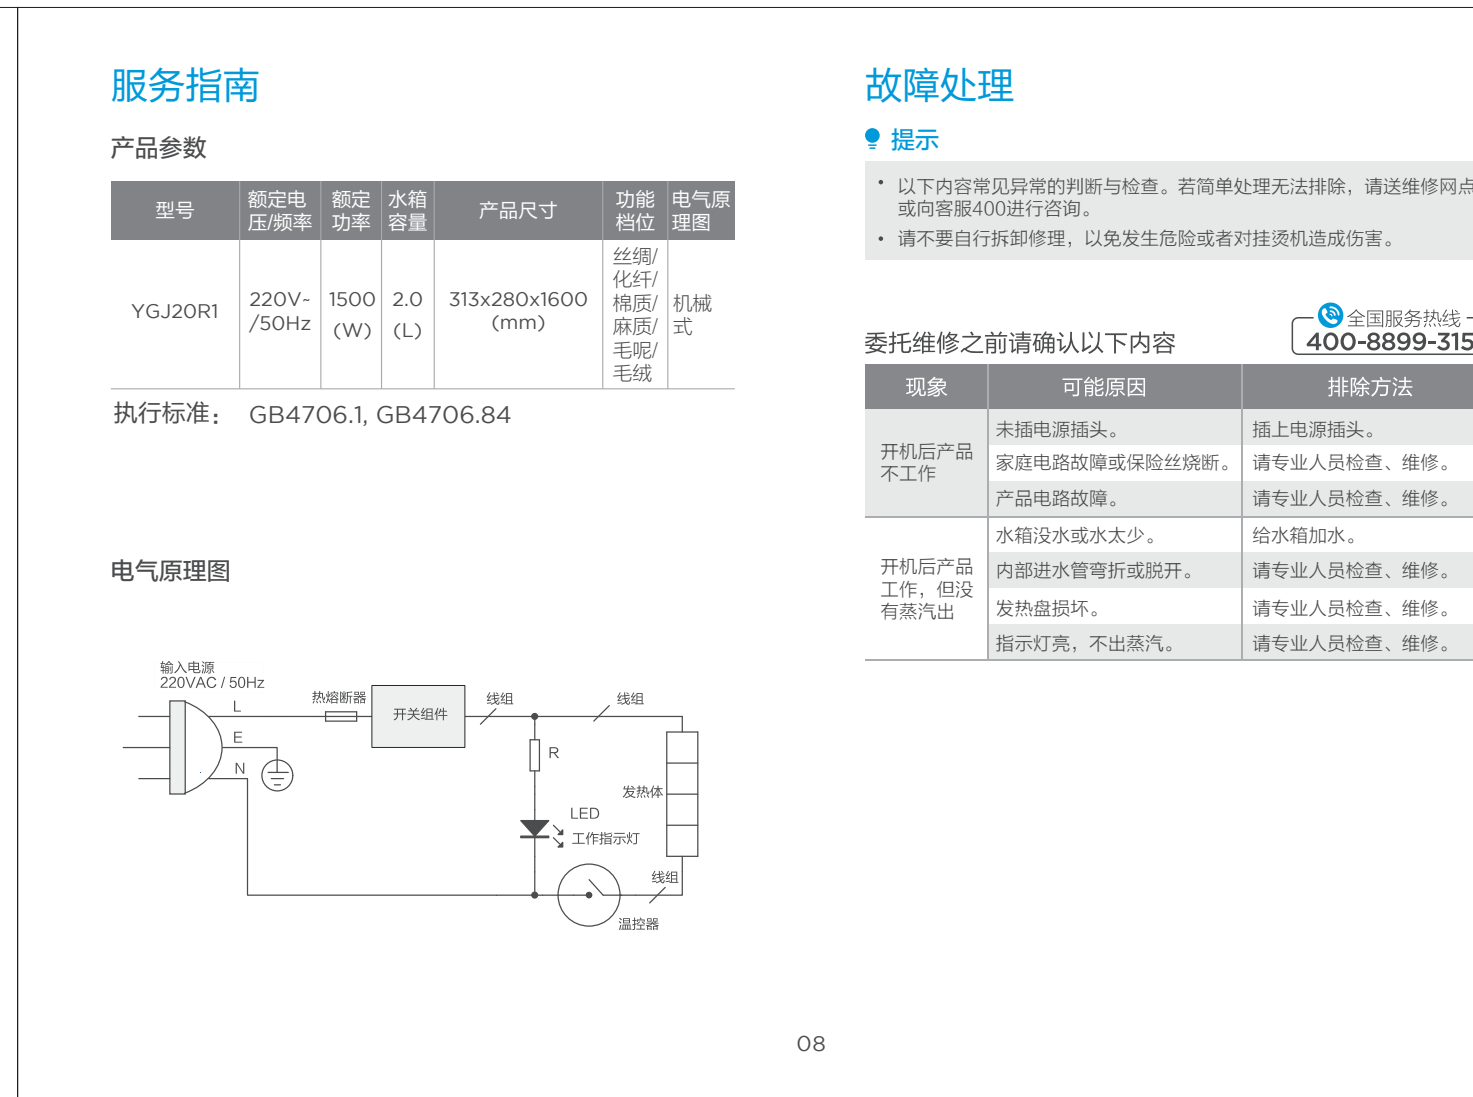 服务指南
产品参数
型号
额定电
压/频率
额定
功率
水箱
容量
产品尺寸
功能
档位
电气原
理图
YGJ20R1
220V~
/50Hz
1500
(W)
2.0
(L)
313x280x1600
(mm)
丝绸/
化纤/
棉质/
麻质/
毛呢/
毛绒
机械
式
执行标准： GB4706.1, GB4706.84
电气原理图
输入电源
220VAC / 50Hz
L
E
N
热熔断器
开关组件
线组
线组
R
LED
工作指示灯
发热体
线组
温控器
故障处理
提示
• 以下内容常见异常的判断与检查。若简单处理无法排除，请送维修网点
或向客服400进行咨询。
• 请不要自行拆卸修理，以免发生危险或者对挂烫机造成伤害。
委托维修之前请确认以下内容
全国服务热线
400-8899-315
现象 可能原因 排除方法
开机后产品
不工作
未插电源插头。 插上电源插头。
家庭电路故障或保险丝烧断。 请专业人员检查、维修。
产品电路故障。 请专业人员检查、维修。
开机后产品
工作，但没
有蒸汽出
水箱没水或水太少。 给水箱加水。
内部进水管弯折或脱开。 请专业人员检查、维修。
发热盘损坏。 请专业人员检查、维修。
指示灯亮，不出蒸汽。 请专业人员检查、维修。
08